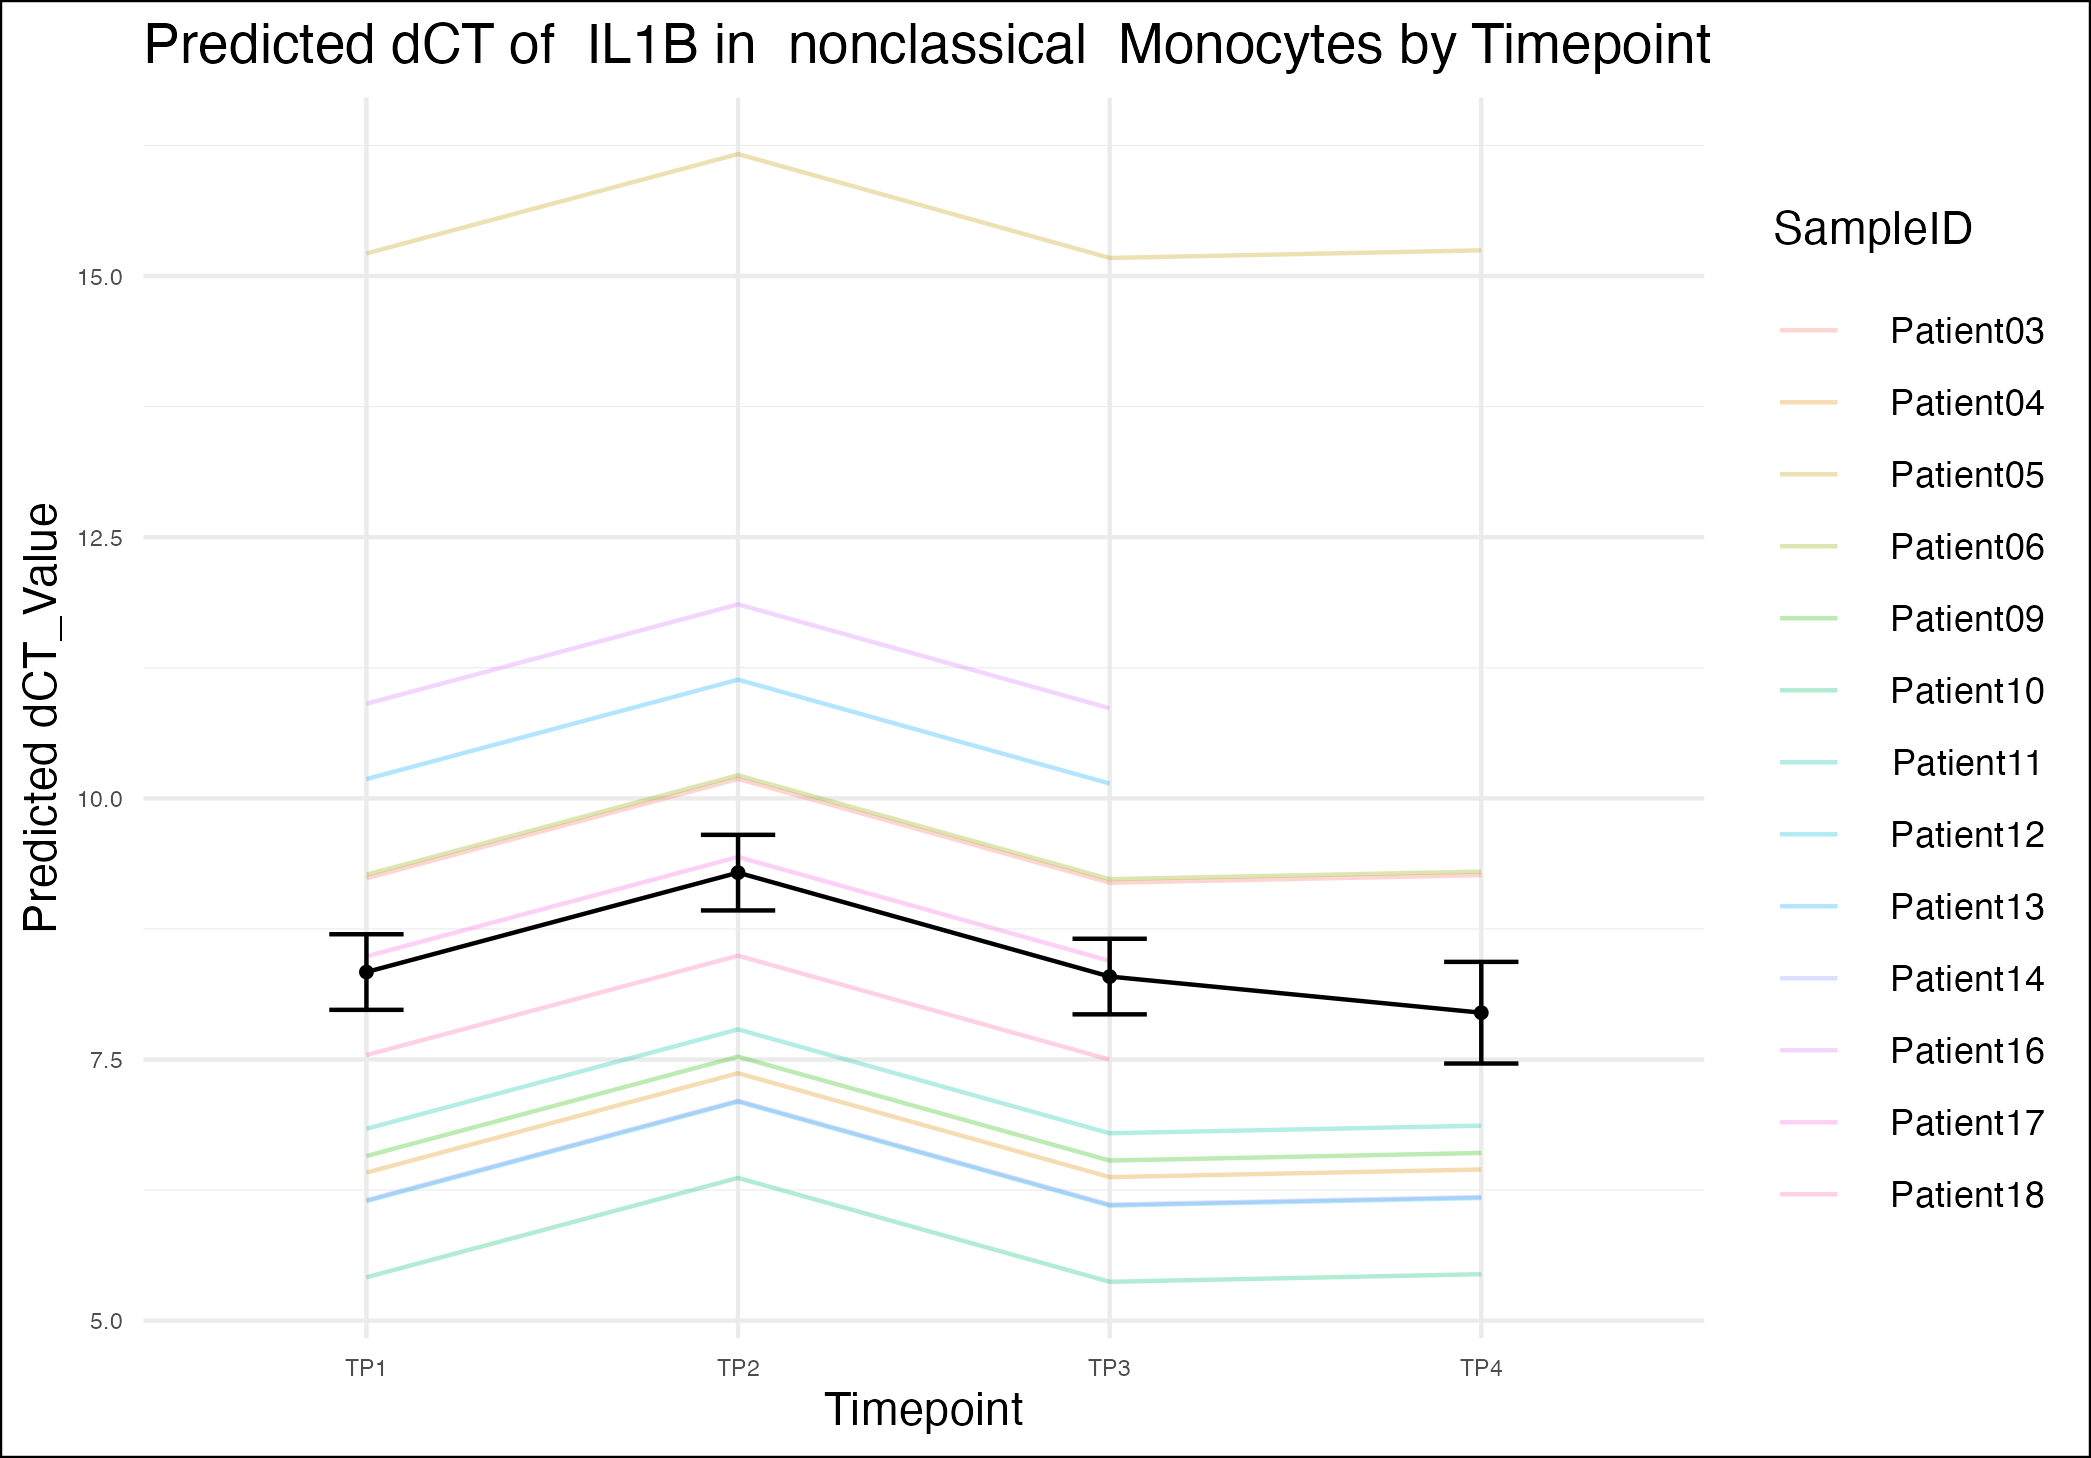 Predicted dCT of  IL1B in  nonclassical  Monocytes by Timepoint
Predicted dCT_Value
15.0
12.5
10.0
7.5
5.0
TP1 TP2 TP3 TP4
Timepoint
SampleID
Patient03
Patient04
Patient05
Patient06
Patient09
Patient10
Patient11
Patient12
Patient13
Patient14
Patient16
Patient17
Patient18